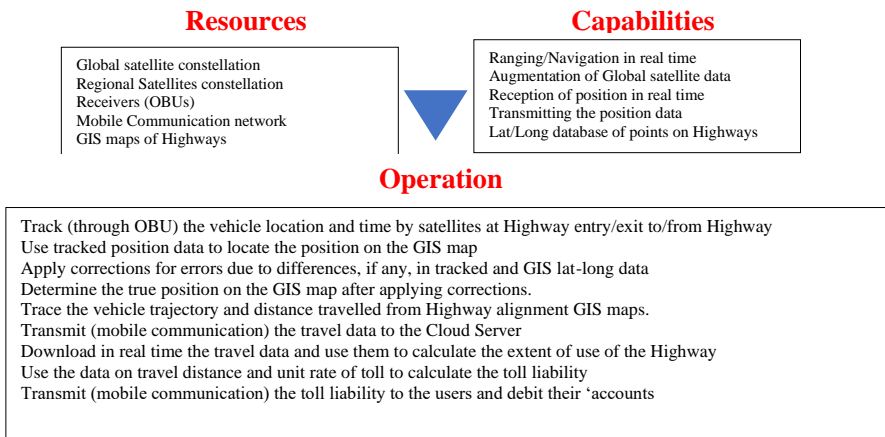 Resources
Global satellite constellation
Regional Satellites constellation
Receivers (OBUs)
Mobile Communication network
GIS maps of Highways
Capabilities
Ranging/Navigation in real time
Augmentation of Global satellite data
Reception of position in real time
Transmitting the position data
Lat/Long database of points on Highways
Operation
Track (through OBU) the vehicle location and time by satellites at Highway entry/exit to/from Highway
Use tracked position data to locate the position on the GIS map
Apply corrections for errors due to differences, if any, in tracked and GIS lat-long data
Determine the true position on the GIS map after applying corrections.
Trace the vehicle trajectory and distance travelled from Highway alignment GIS maps.
Transmit (mobile communication) the travel data to the Cloud Server
Download in real time the travel data and use them to calculate the extent of use of the Highway
Use the data on travel distance and unit rate of toll to calculate the toll liability
Transmit (mobile communication) the toll liability to the users and debit their ‘accounts